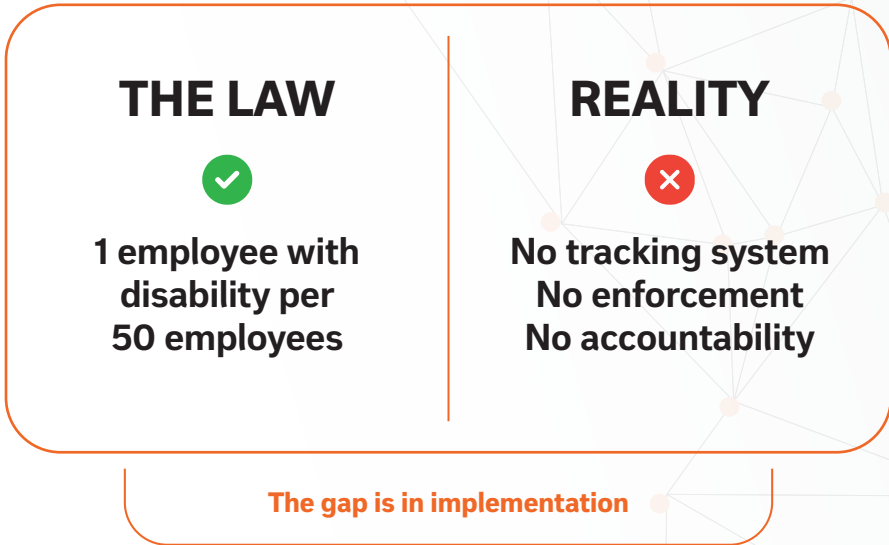 THE LAW
1 employee with
disability per
50 employees
REALITY
No tracking system
No enforcement
No accountability
The gap is in implementation